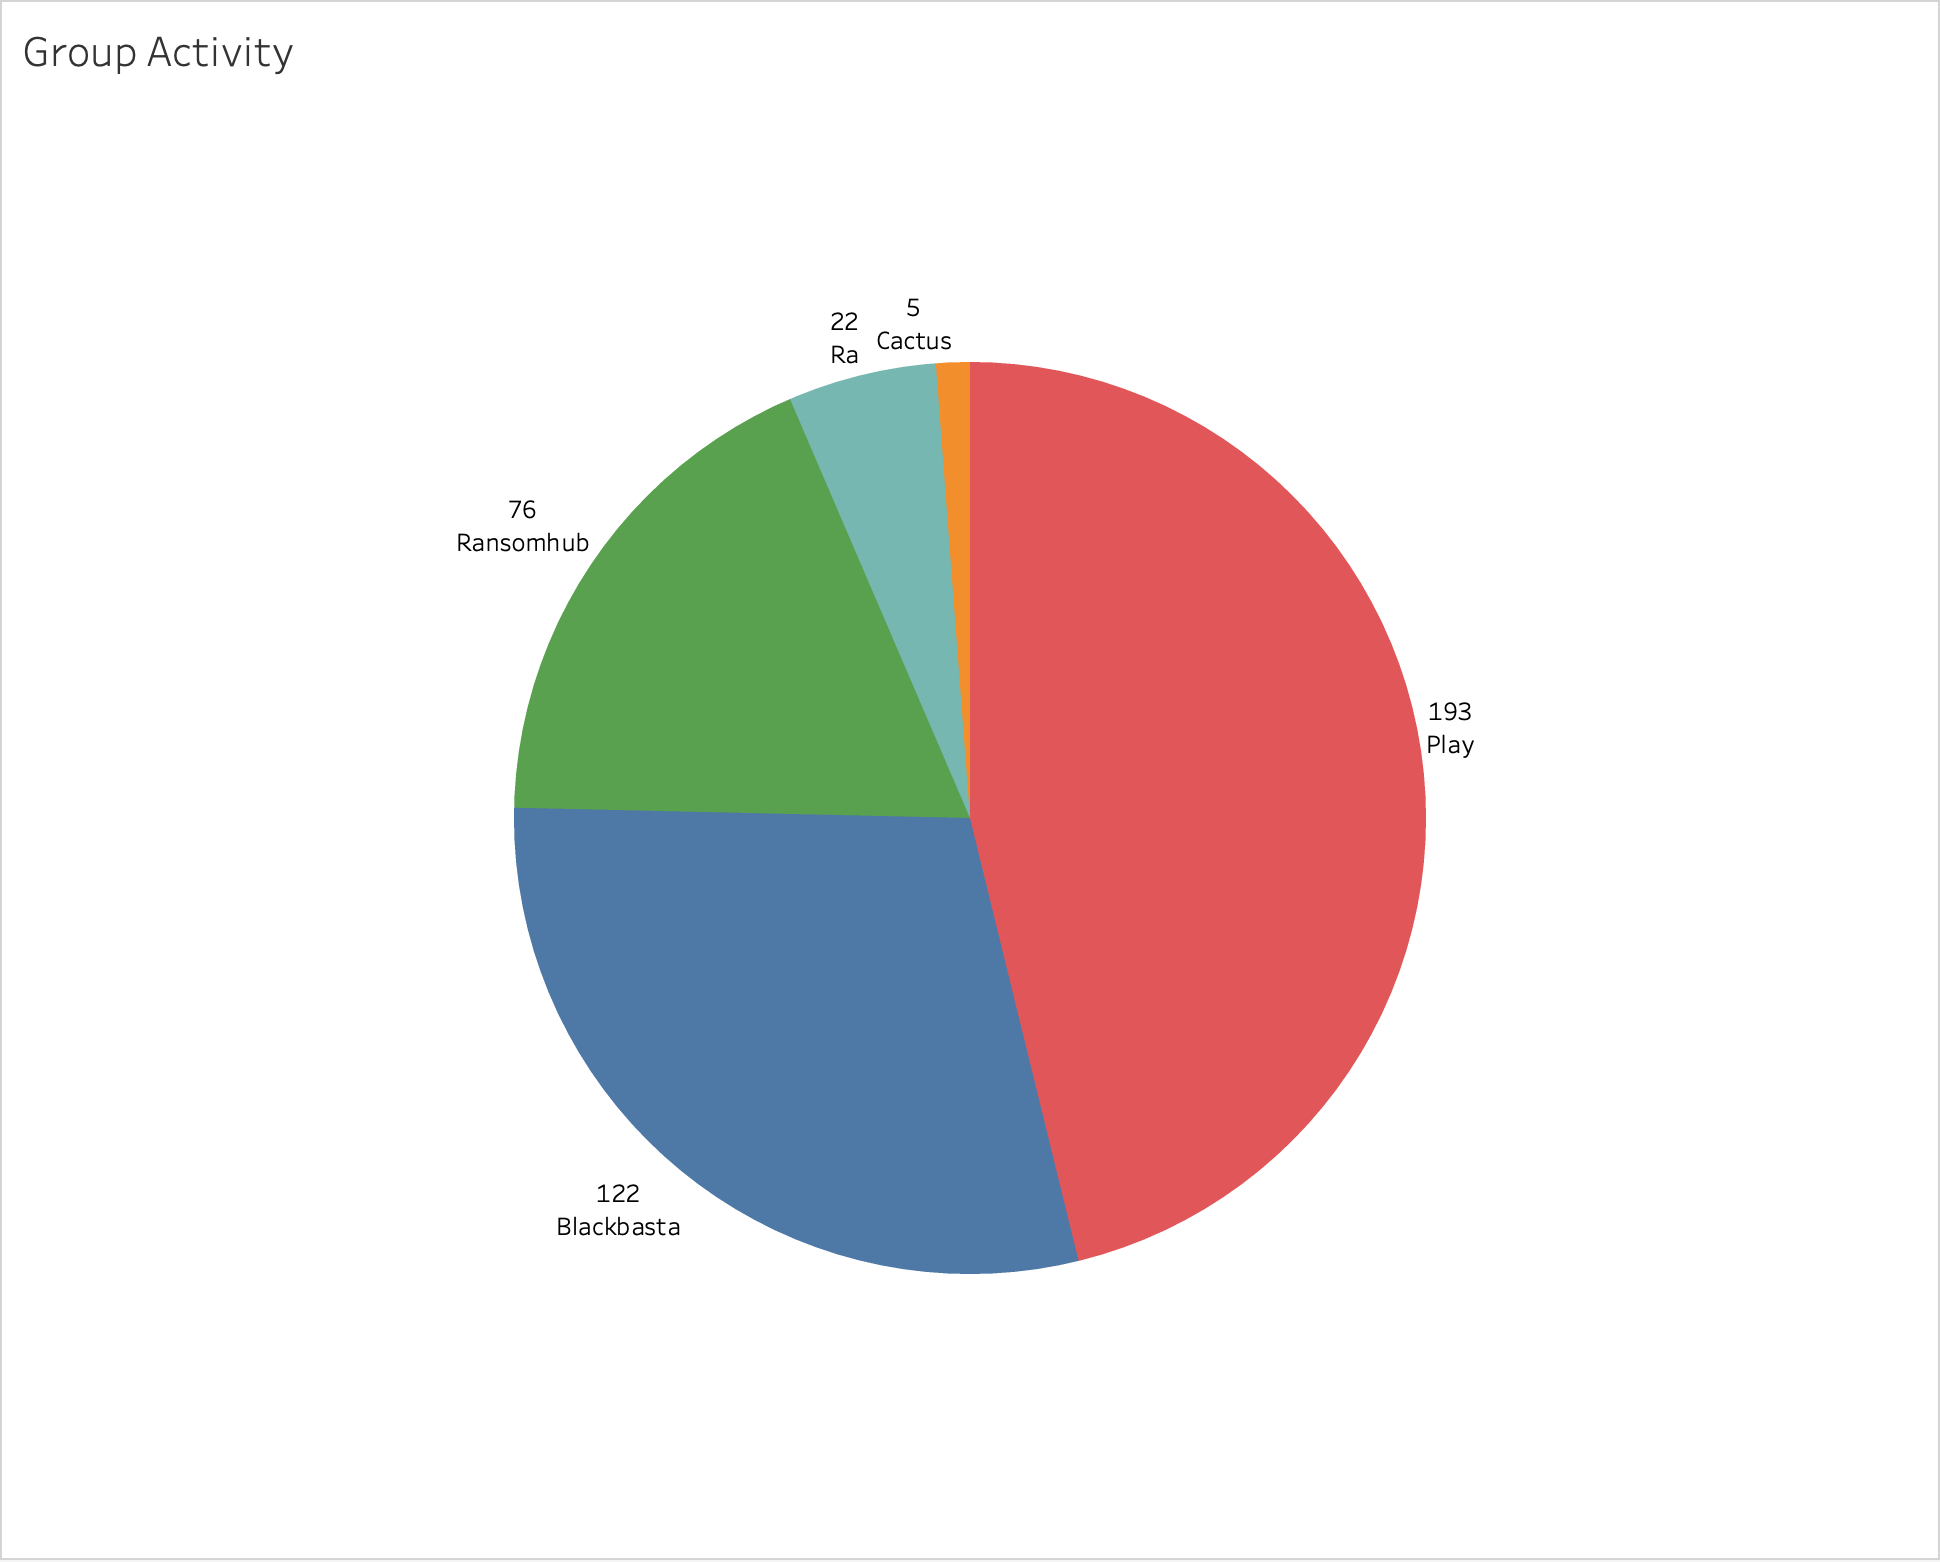 Group Activity
5
Cactus
22
Ra
76
Ransomhub
193
Play
122
Blackbasta